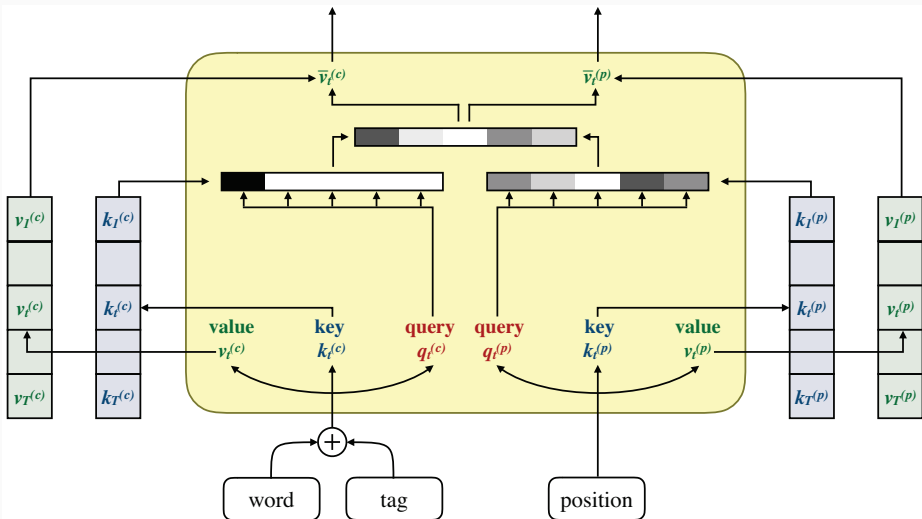 v̅t(c) v̅t(p)
v1(c) k1(c) k1(p) v1(p)
vt(c) kt(c) kt(p) vt(p)
value key query query key value
vt(c) kt(c) qt(c) qt(p) kt(p) vt(p)
vT(c) kT(c) kT(p) vT(p)
+
word tag position